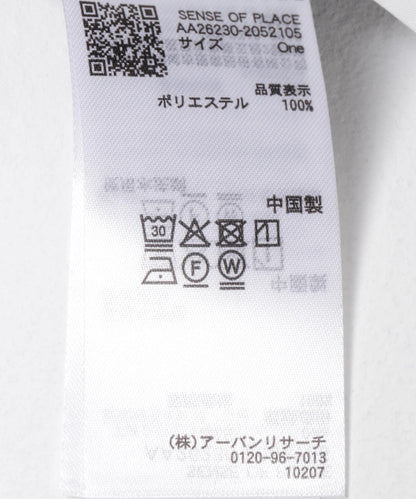 SENSE OF PLACE
AA26230-2052105
サイズ One
品質表示
ポリエステル 100%
中国製
30
F
W
(株)アーバンリサーチ
0120-96-7013
10207